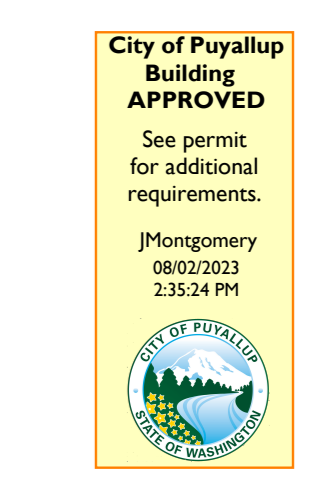 City of Puyallup
Building
APPROVED
See permit
for additional
requirements.
JMontgomery
08/02/2023
2:35:24 PM
CITY OF PUYALLUP
STATE OF WASHINGTON